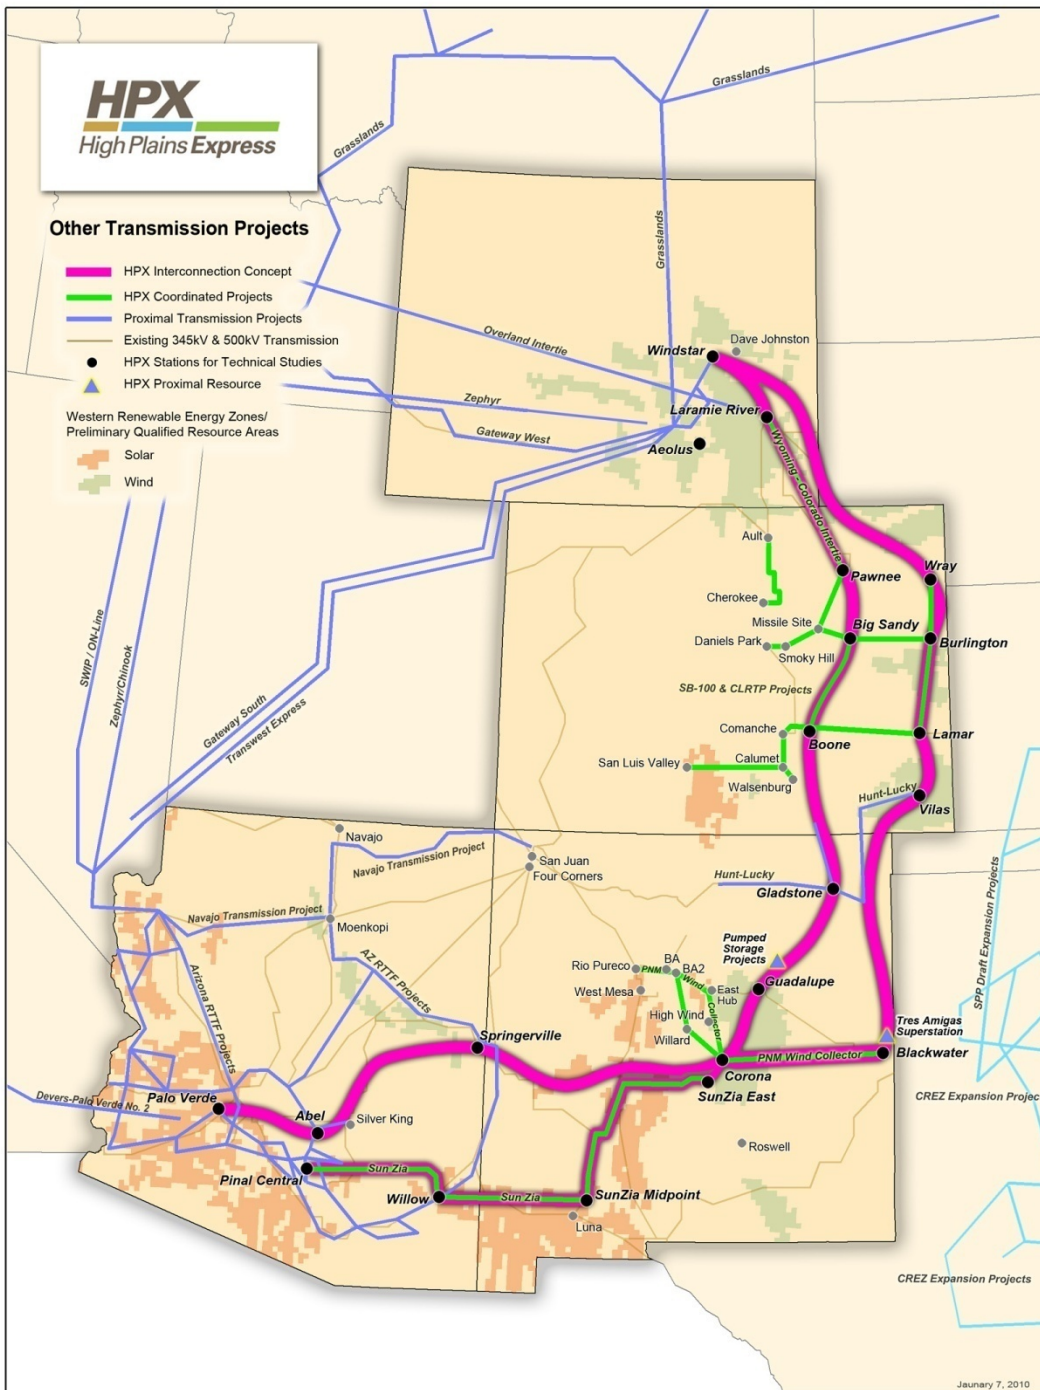 HPX
High Plains Express
Other Transmission Projects
HPX Interconnection Concept
HPX Coordinated Projects
Proximal Transmission Projects
Existing 345kV & 500kV Transmission
HPX Stations for Technical Studies
HPX Proximal Resource
Western Renewable Energy Zones/
Preliminary Qualified Resource Areas
Solar
Wind
Grasslands
Grasslands
Grasslands
Overland Intertie
Zephyr
Gateway West
Windstar
Dave Johnston
Laramie River
Aeolus
Wyoming - Colorado Intertie
Ault
Pawnee
Wray
Cherokee
Missile Site
Big Sandy
Daniels Park
Smoky Hill
Burlington
SWIP / ON-Line
Zephyr/Chinook
Gateway South
Transwest Express
SB-100 & CLRTP Projects
Comanche
Boone
Lamar
San Luis Valley
Calumet
Walsenburg
Hunt-Lucky
Vilas
Navajo
Navajo Transmission Project
San Juan
Four Corners
Hunt-Lucky
Gladstone
Navajo Transmission Project
Moenkopi
AZ RTTF Projects
Arizona RTTF Projects
Pumped
Storage
Projects
Rio Pureco
PNM
BA
BA2
Wind
West Mesa
East
Hub
Guadalupe
High Wind
Collector
Willard
SPP Draft Expansion Projects
Tres Amigas
Superstation
Springerville
PNM Wind Collector
Blackwater
Corona
SunZia East
CREZ Expansion Projec
Devers-Palo Verde No. 2
Palo Verde
Abel
Silver King
Roswell
Pinal Central
Sun Zia
Willow
Sun Zia
SunZia Midpoint
Luna
CREZ Expansion Projects
Jaunary 7, 2010